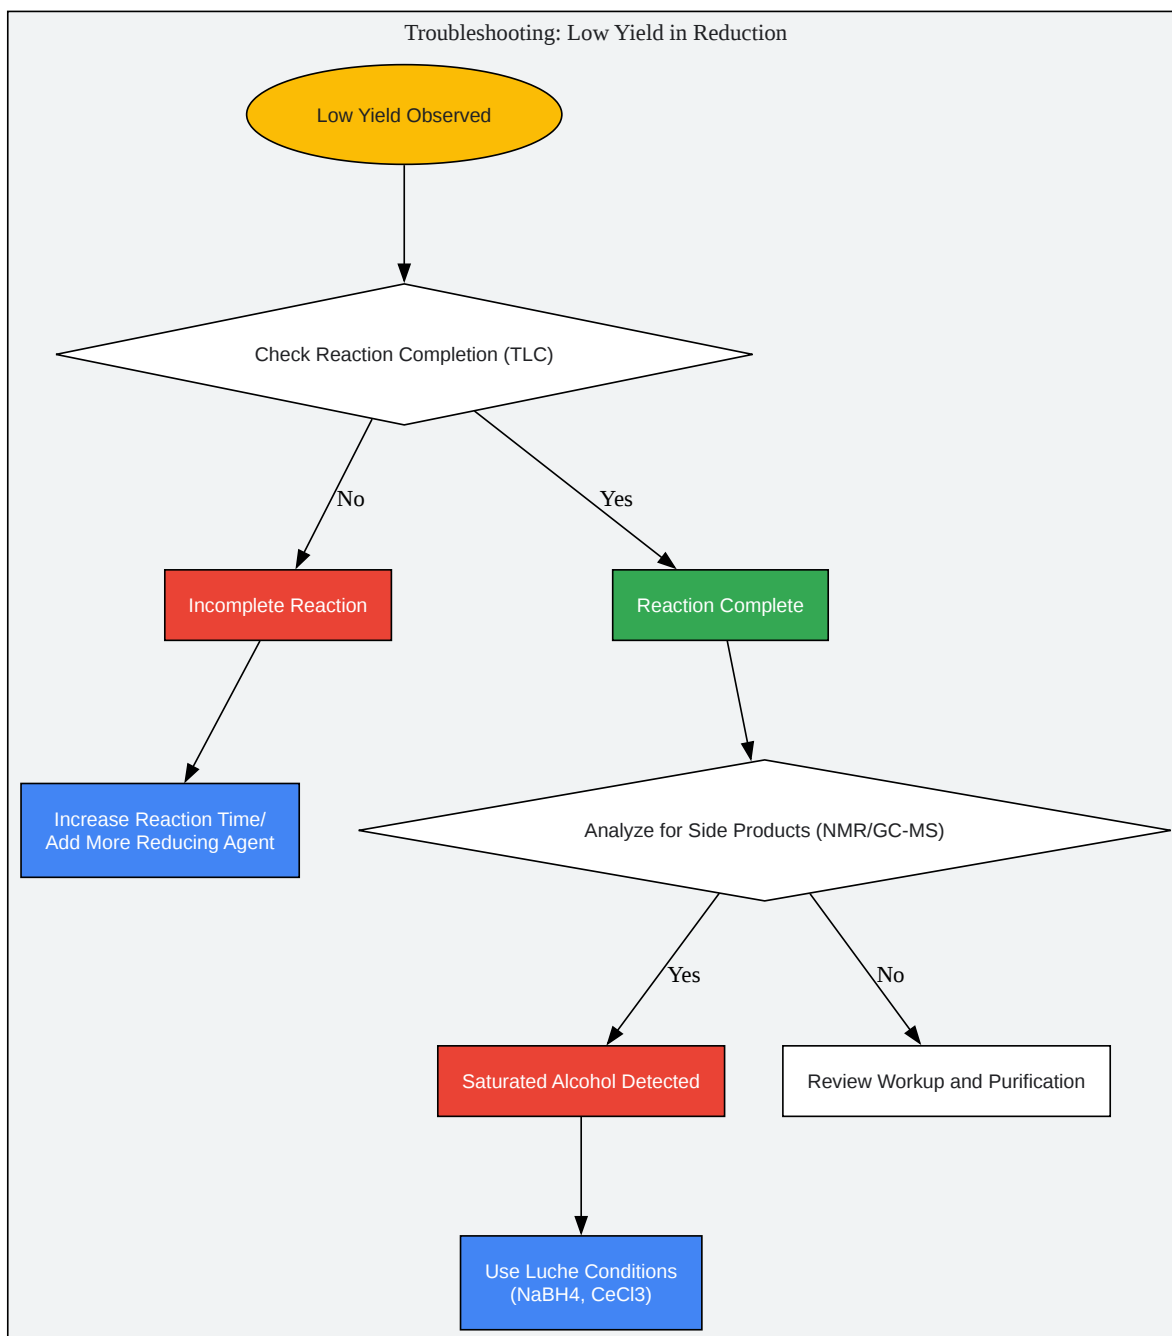 Troubleshooting: Low Yield in Reduction
Low Yield Observed
Check Reaction Completion (TLC)
No
Yes
Incomplete Reaction
Reaction Complete
Increase Reaction Time/
Add More Reducing Agent
Analyze for Side Products (NMR/GC-MS)
Yes
No
Saturated Alcohol Detected
Review Workup and Purification
Use Luche Conditions
(NaBH4, CeCl3)